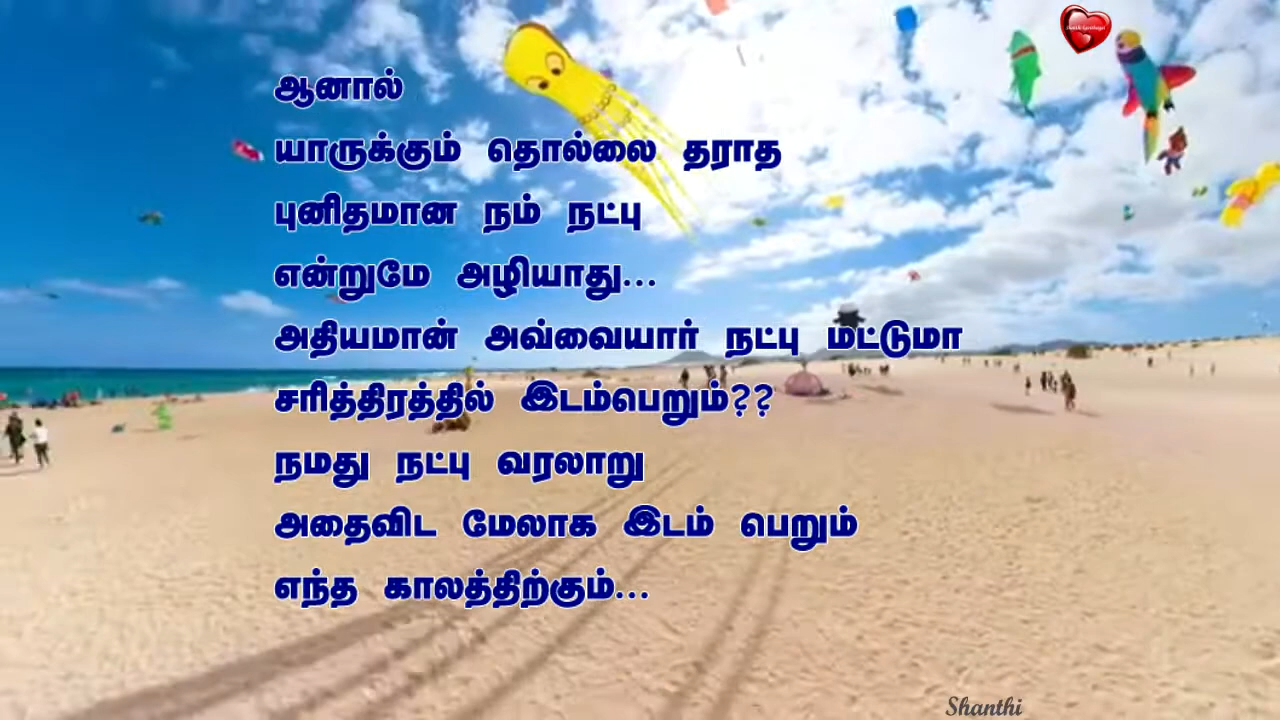 ஆனால்
யாருக்கும் தொல்லை தராத
புனிதமான நம் நட்பு
என்றுமே அழியாது...
அதியமான் அவ்வையார் நட்பு மட்டுமா
சரித்திரத்தில் இடம்பெறும்??
நமது நட்பு வரலாறு
அதைவிட மேலாக இடம் பெறும்
எந்த காலத்திற்கும்...
Shanthi